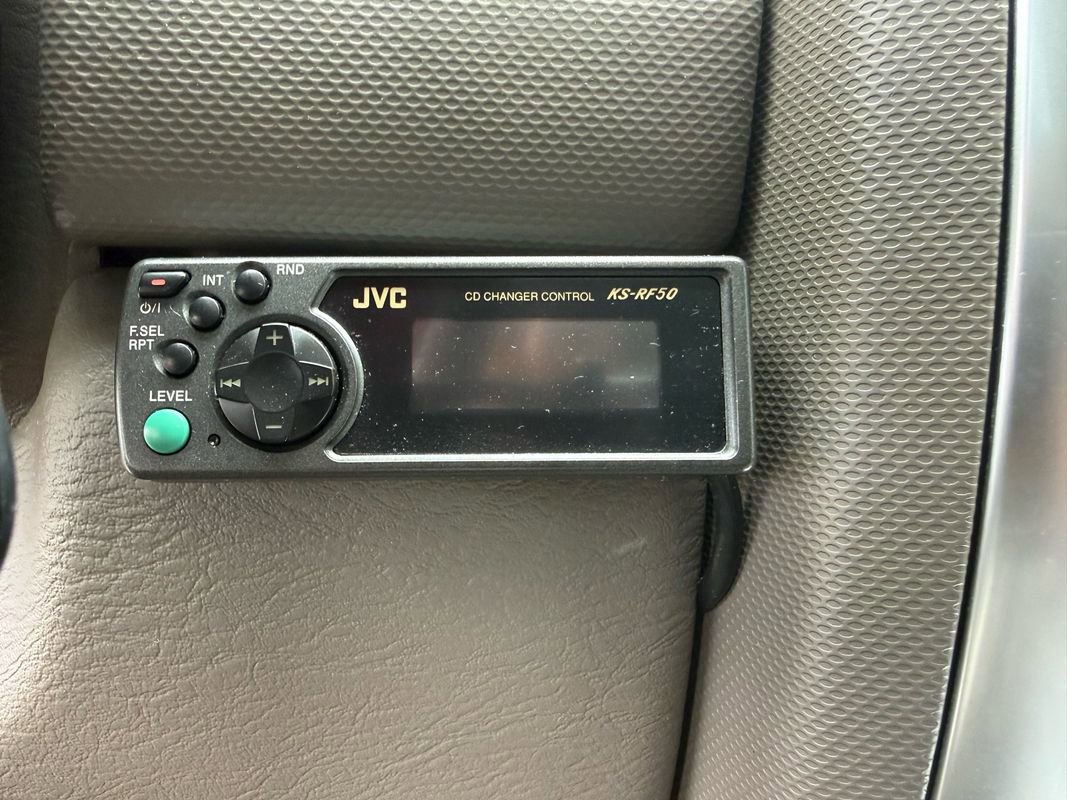 JVC CD CHANGER CONTROL KS-RF50
INT RND
⏻/I
F.SEL
RPT
LEVEL
+
⏮ ⏭
−